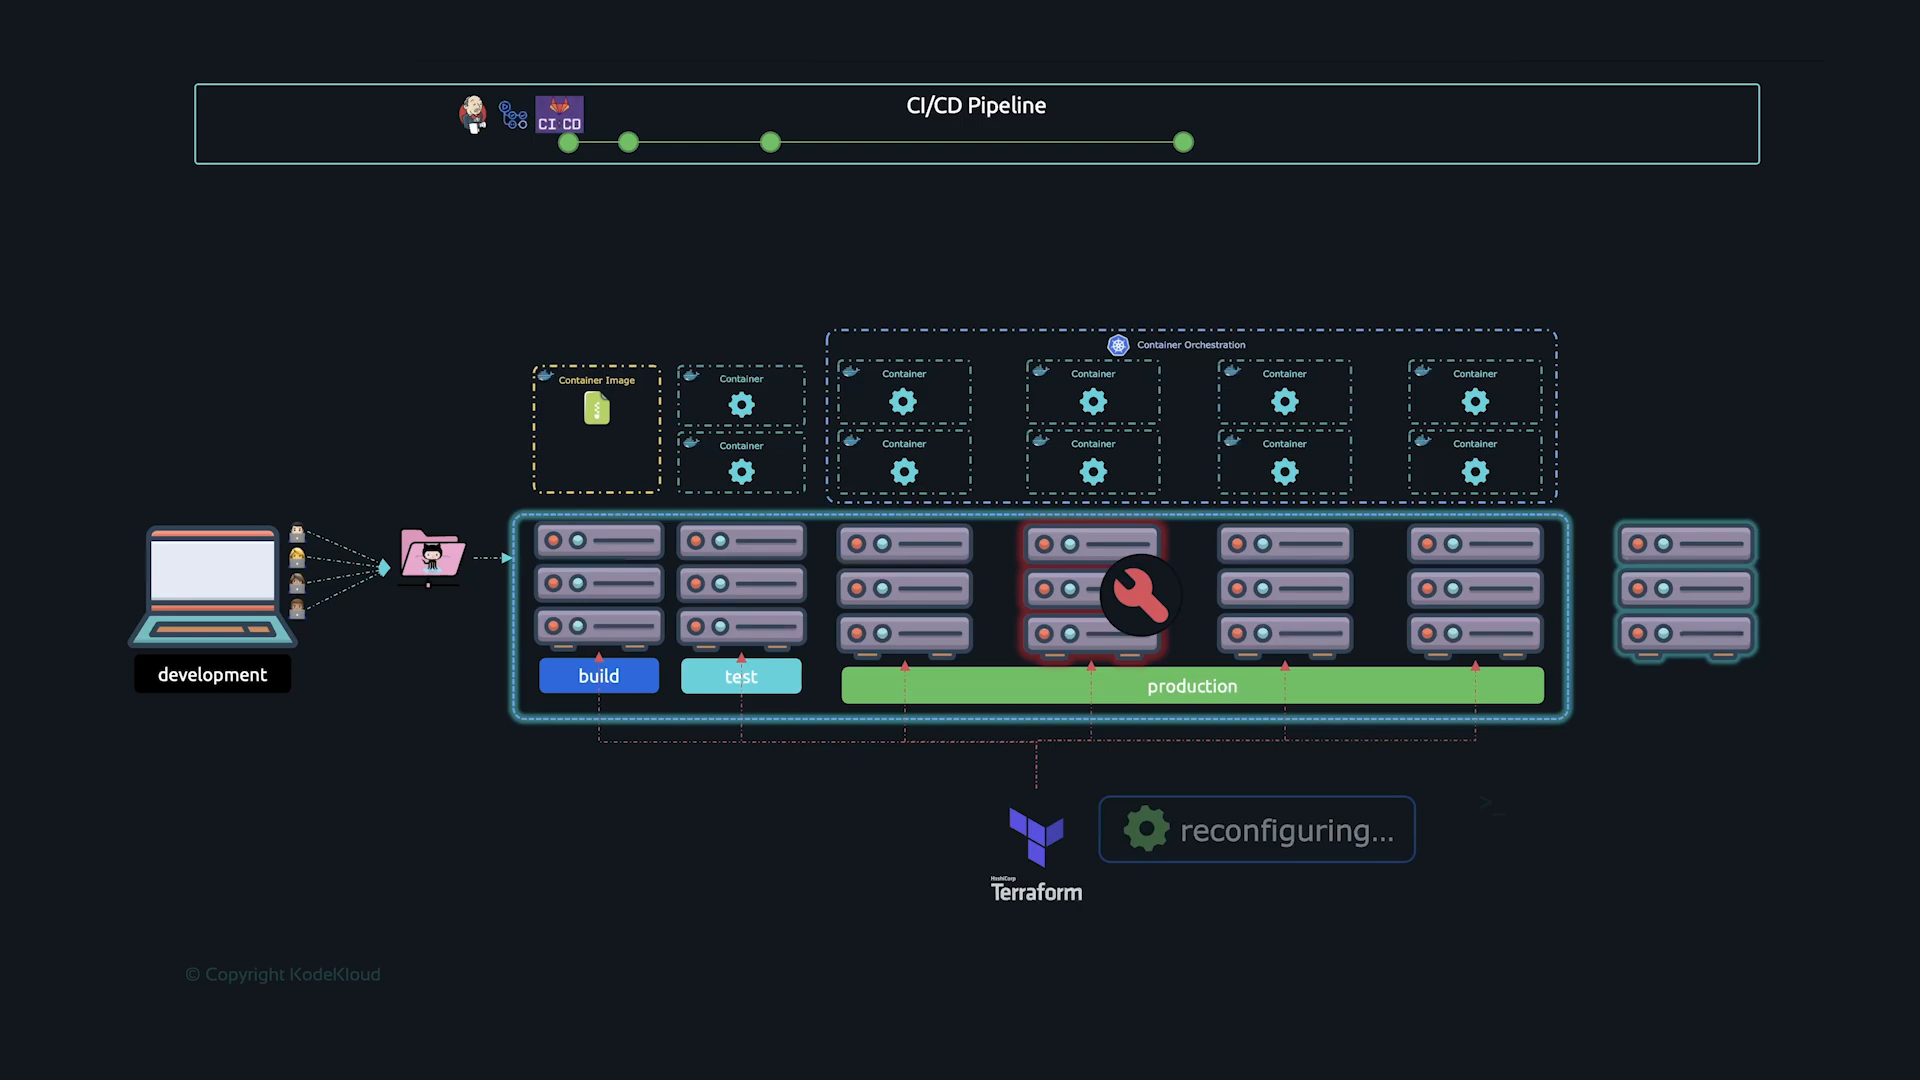 CI/CD Pipeline
CI CD
Container Orchestration
Container Image
Container
Container
Container
Container
Container
Container
Container
Container
Container
Container
development
build
test
production
reconfiguring...
>_
HashiCorp
Terraform
© Copyright KodeKloud